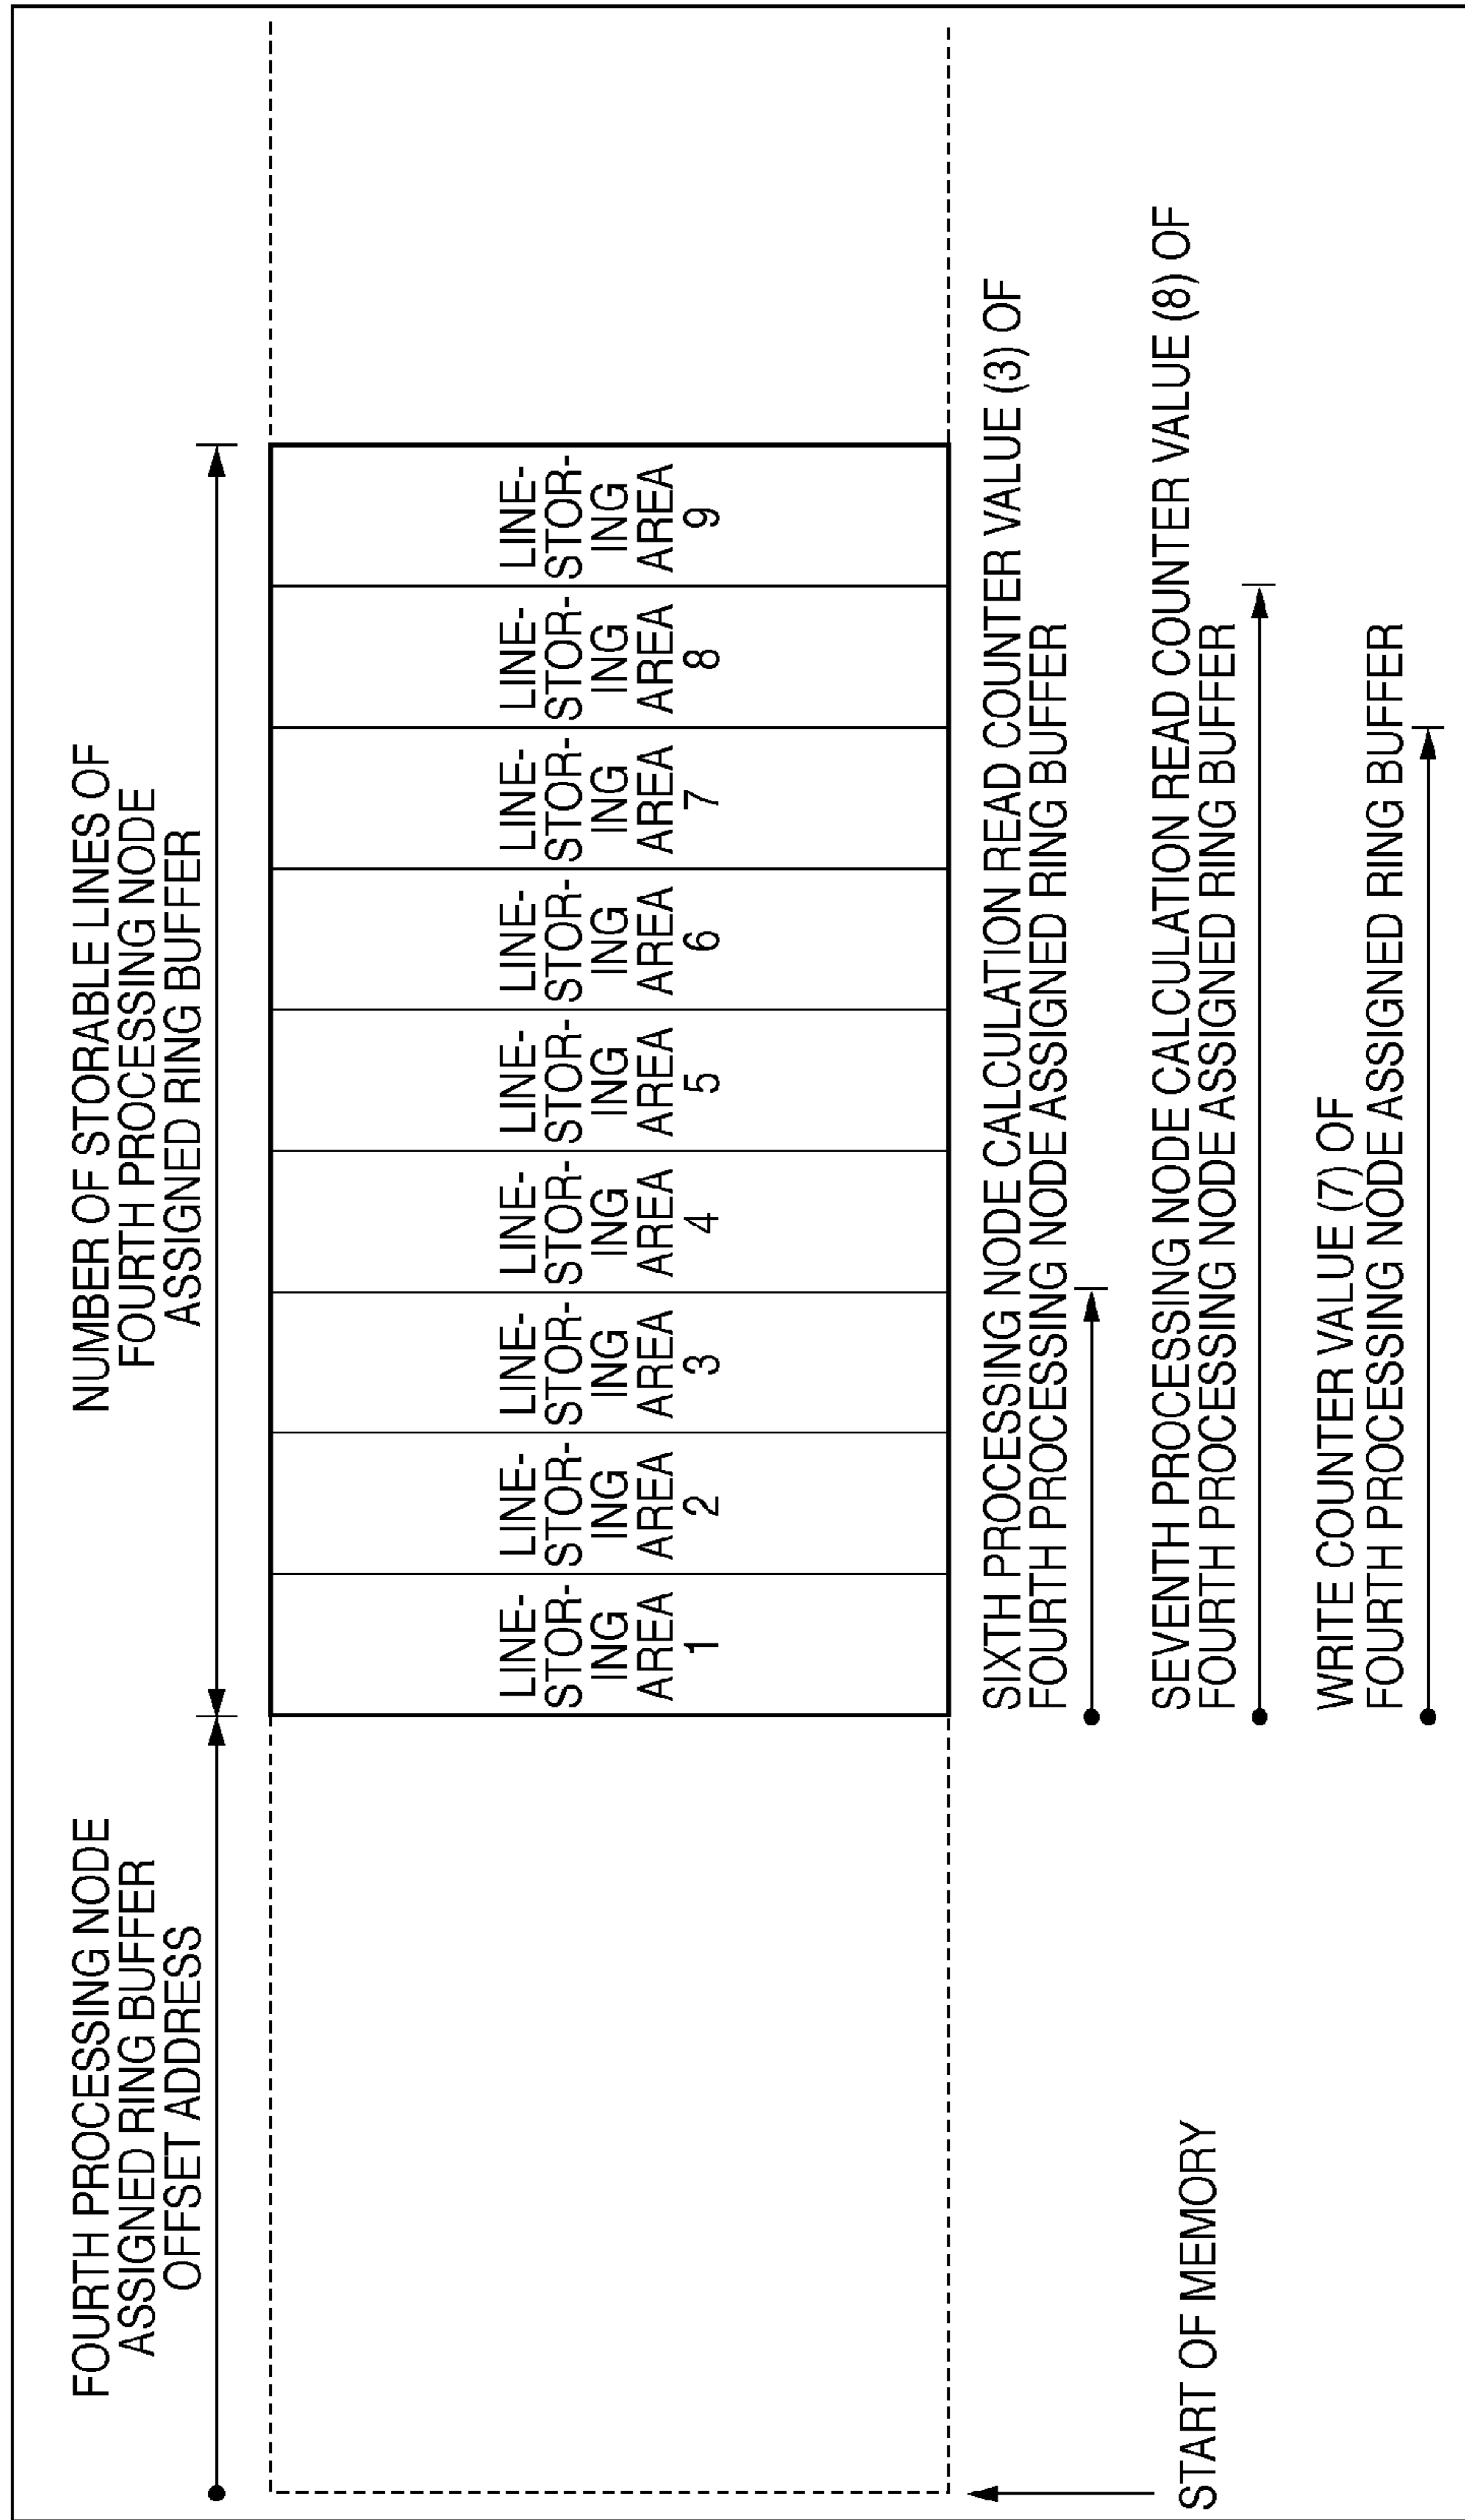 FOURTH PROCESSING NODE
ASSIGNED RING BUFFER
OFFSET ADDRESS
NUMBER OF STORABLE LINES OF
FOURTH PROCESSING NODE
ASSIGNED RING BUFFER
LINE-
STOR-
ING
AREA
1
LINE-
STOR-
ING
AREA
2
LINE-
STOR-
ING
AREA
3
LINE-
STOR-
ING
AREA
4
LINE-
STOR-
ING
AREA
5
LINE-
STOR-
ING
AREA
6
LINE-
STOR-
ING
AREA
7
LINE-
STOR-
ING
AREA
8
LINE-
STOR-
ING
AREA
9
SIXTH PROCESSING NODE CALCULATION READ COUNTER VALUE (3) OF
FOURTH PROCESSING NODE ASSIGNED RING BUFFER
SEVENTH PROCESSING NODE CALCULATION READ COUNTER VALUE (8) OF
FOURTH PROCESSING NODE ASSIGNED RING BUFFER
START OF MEMORY
WRITE COUNTER VALUE (7) OF
FOURTH PROCESSING NODE ASSIGNED RING BUFFER